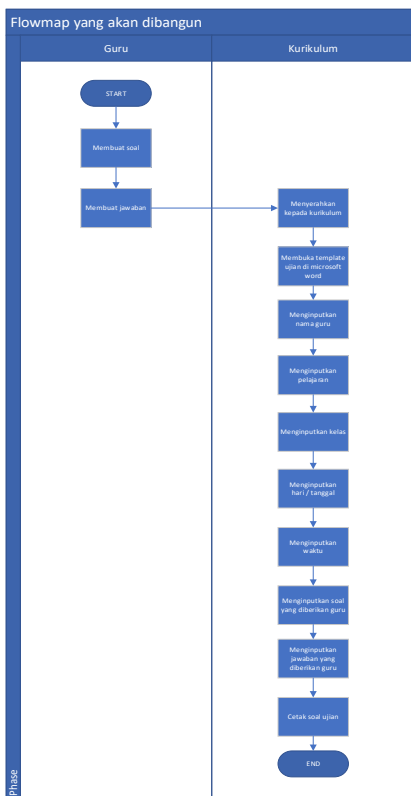 Flowmap yang akan dibangun
Guru
Kurikulum
START
Membuat soal
Membuat jawaban
Menyerahkan
kepada kurikulum
Membuka template
ujian di microsoft
word
Menginputkan
nama guru
Menginputkan
pelajaran
Menginputkan kelas
Menginputkan
hari / tanggal
Menginputkan
waktu
Menginputkan soal
yang diberikan guru
Menginputkan
jawaban yang
diberikan guru
Cetak soal ujian
END
Phase